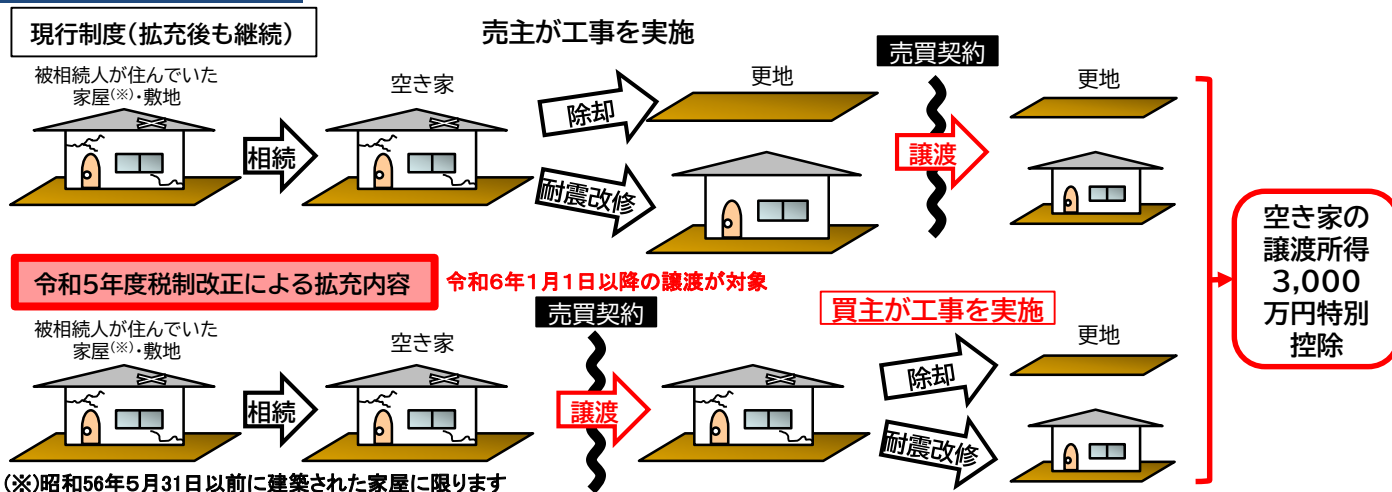 現行制度(拡充後も継続)
売主が工事を実施
被相続人が住んでいた
家屋(※)・敷地
相続
空き家
除却
耐震改修
更地
売買契約
譲渡
更地
空き家の
譲渡所得
3,000
万円特別
控除
令和5年度税制改正による拡充内容
令和6年1月1日以降の譲渡が対象
被相続人が住んでいた
家屋(※)・敷地
相続
空き家
売買契約
譲渡
買主が工事を実施
除却
耐震改修
更地
(※)昭和56年5月31日以前に建築された家屋に限ります